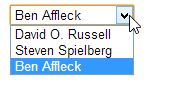 Ben Affleck
David O. Russell
Steven Spielberg
Ben Affleck